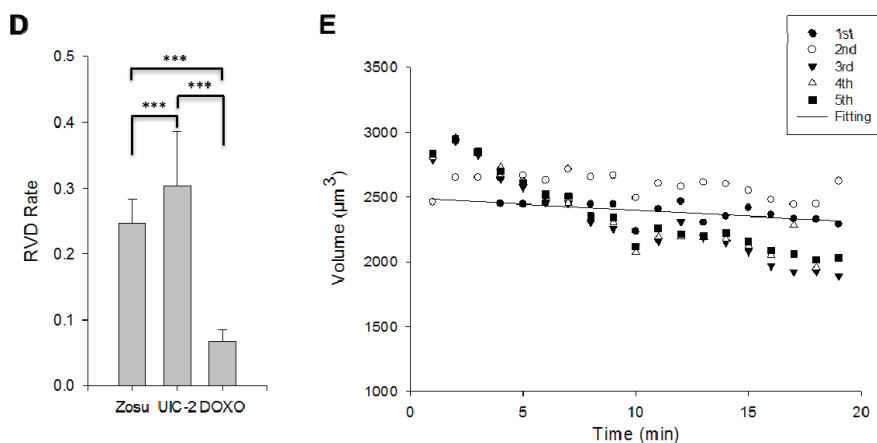 D
0.5
0.4
0.3
0.2
0.1
0.0
RVD Rate
***
***
***
Zosu UIC-2 DOXO
E
1st
2nd
3rd
4th
5th
Fitting
3500
3000
2500
2000
1500
1000
Volume (µm³)
0 5 10 15 20
Time (min)